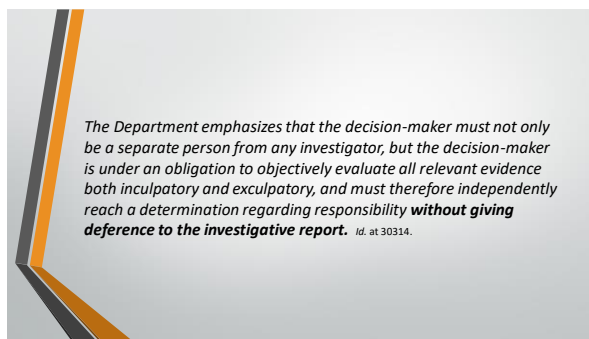 The Department emphasizes that the decision-maker must not only
be a separate person from any investigator, but the decision-maker
is under an obligation to objectively evaluate all relevant evidence
both inculpatory and exculpatory, and must therefore independently
reach a determination regarding responsibility without giving
deference to the investigative report. Id. at 30314.